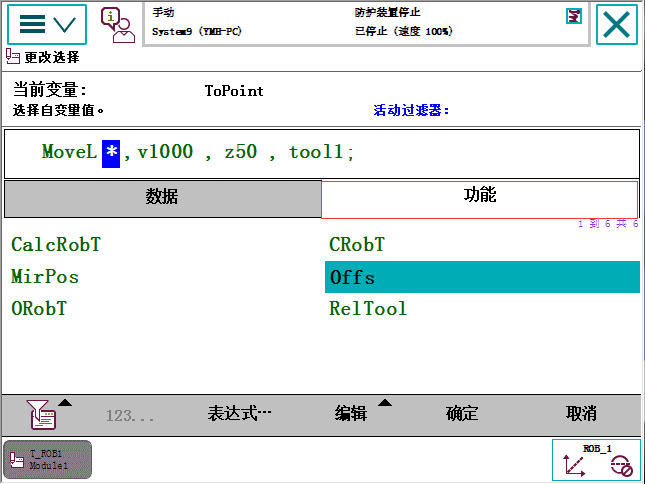 手动
防护装置停止
System9 (YMH-PC)
已停止 (速度 100%)
更改选择
当前变量: ToPoint
选择自变量值。 活动过滤器:
MoveL *, v1000 , z50 , tool1;
数据 功能
1 到 6 共 6
CalcRobT CRobT
MirPos Offs
ORobT RelTool
123... 表达式… 编辑 确定 取消
T_ROB1
Module1
ROB_1